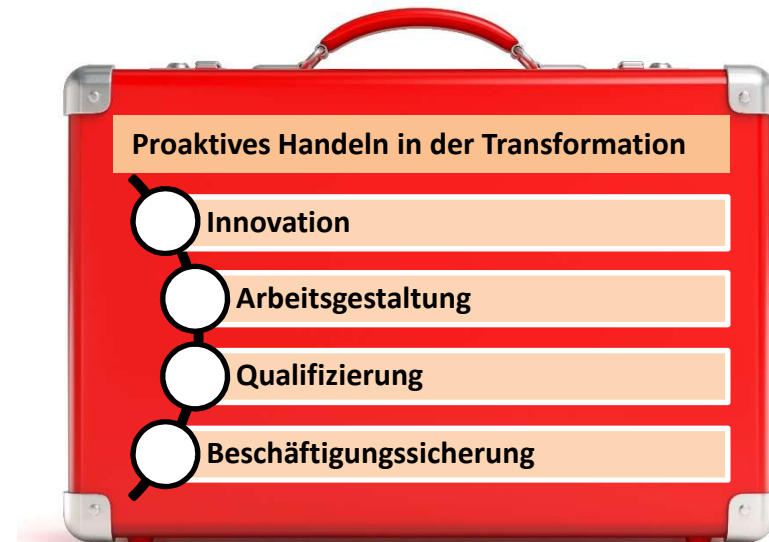 Proaktives Handeln in der Transformation
Innovation
Arbeitsgestaltung
Qualifizierung
Beschäftigungssicherung